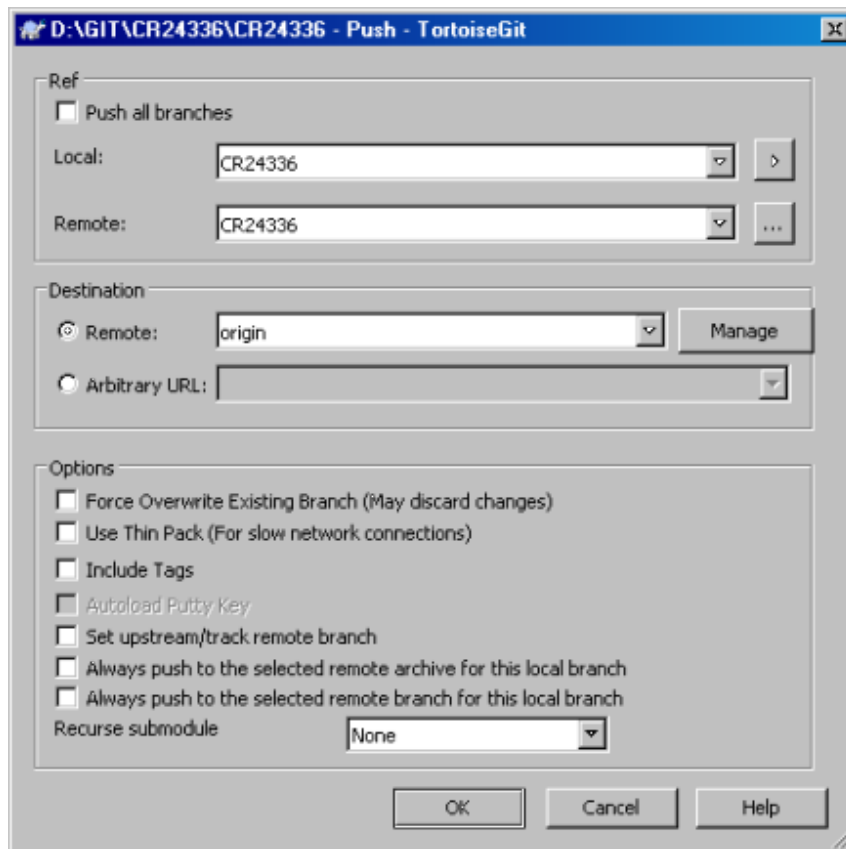 D:\GIT\CR24336\CR24336 - Push - TortoiseGit
Ref
Push all branches
Local: CR24336
Remote: CR24336 ...
Destination
Remote: origin Manage
Arbitrary URL:
Options
Force Overwrite Existing Branch (May discard changes)
Use Thin Pack (For slow network connections)
Include Tags
Autoload Putty Key
Set upstream/track remote branch
Always push to the selected remote archive for this local branch
Always push to the selected remote branch for this local branch
Recurse submodule None
OK Cancel Help